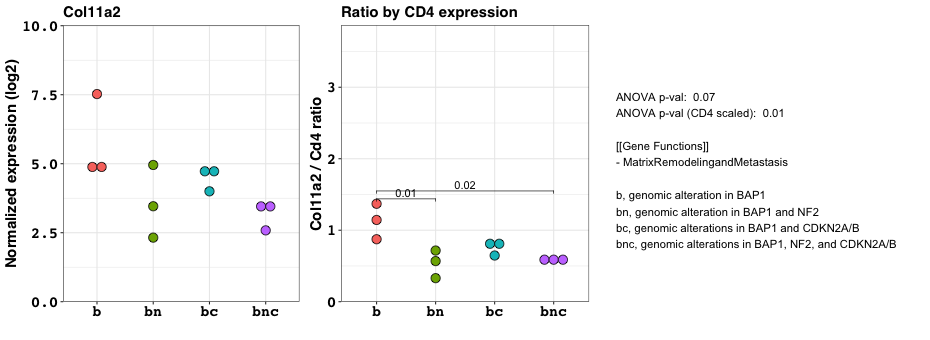 Col11a2
Normalized expression (log2)
10.0
7.5
5.0
2.5
0.0
b bn bc bnc
Ratio by CD4 expression
Col11a2 / Cd4 ratio
3
2
1
0
0.01
0.02
b bn bc bnc
ANOVA p-val: 0.07
ANOVA p-val (CD4 scaled): 0.01
[[Gene Functions]]
- MatrixRemodelingandMetastasis
b, genomic alteration in BAP1
bn, genomic alteration in BAP1 and NF2
bc, genomic alterations in BAP1 and CDKN2A/B
bnc, genomic alterations in BAP1, NF2, and CDKN2A/B